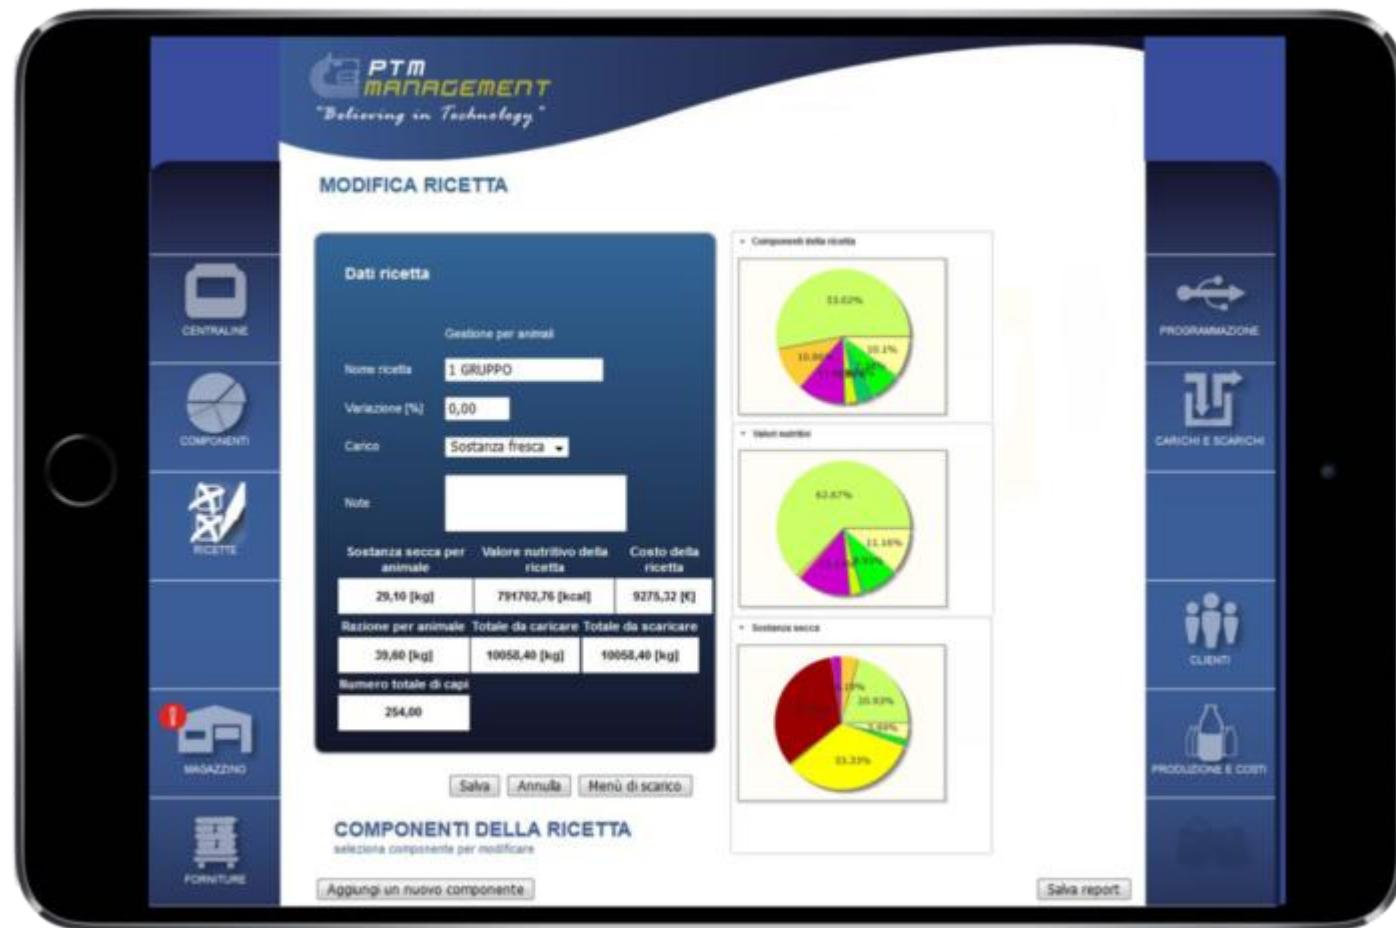 PTM
MANAGEMENT
"Believing in Technology"
MODIFICA RICETTA
CENTRALINE
COMPONENTI
RICETTE
MAGAZZINO
FORNITURE
Dati ricetta
Gestione per animali
Nome ricetta 1 GRUPPO
Variazione [%] 0,00
Carico Sostanza fresca
Note
Sostanza secca per animale Valore nutritivo della ricetta Costo della ricetta
29,10 [kg] 791702,76 [kcal] 9275,32 [€]
Razione per animale Totale da caricare Totale da scaricare
39,60 [kg] 10058,40 [kg] 10058,40 [kg]
Numero totale di capi
254,00
Salva Annulla Menù di scarico
COMPONENTI DELLA RICETTA
seleziona componente per modificare
Aggiungi un nuovo componente
Salva report
Componenti della ricetta
53.02%
10.1%
Valori nutritivi
62.67%
11.16%
Sostanza secca
20.93%
33.33%
PROGRAMMAZIONE
CARICHI E SCARICHI
CLIENTI
PRODUZIONE E COSTI